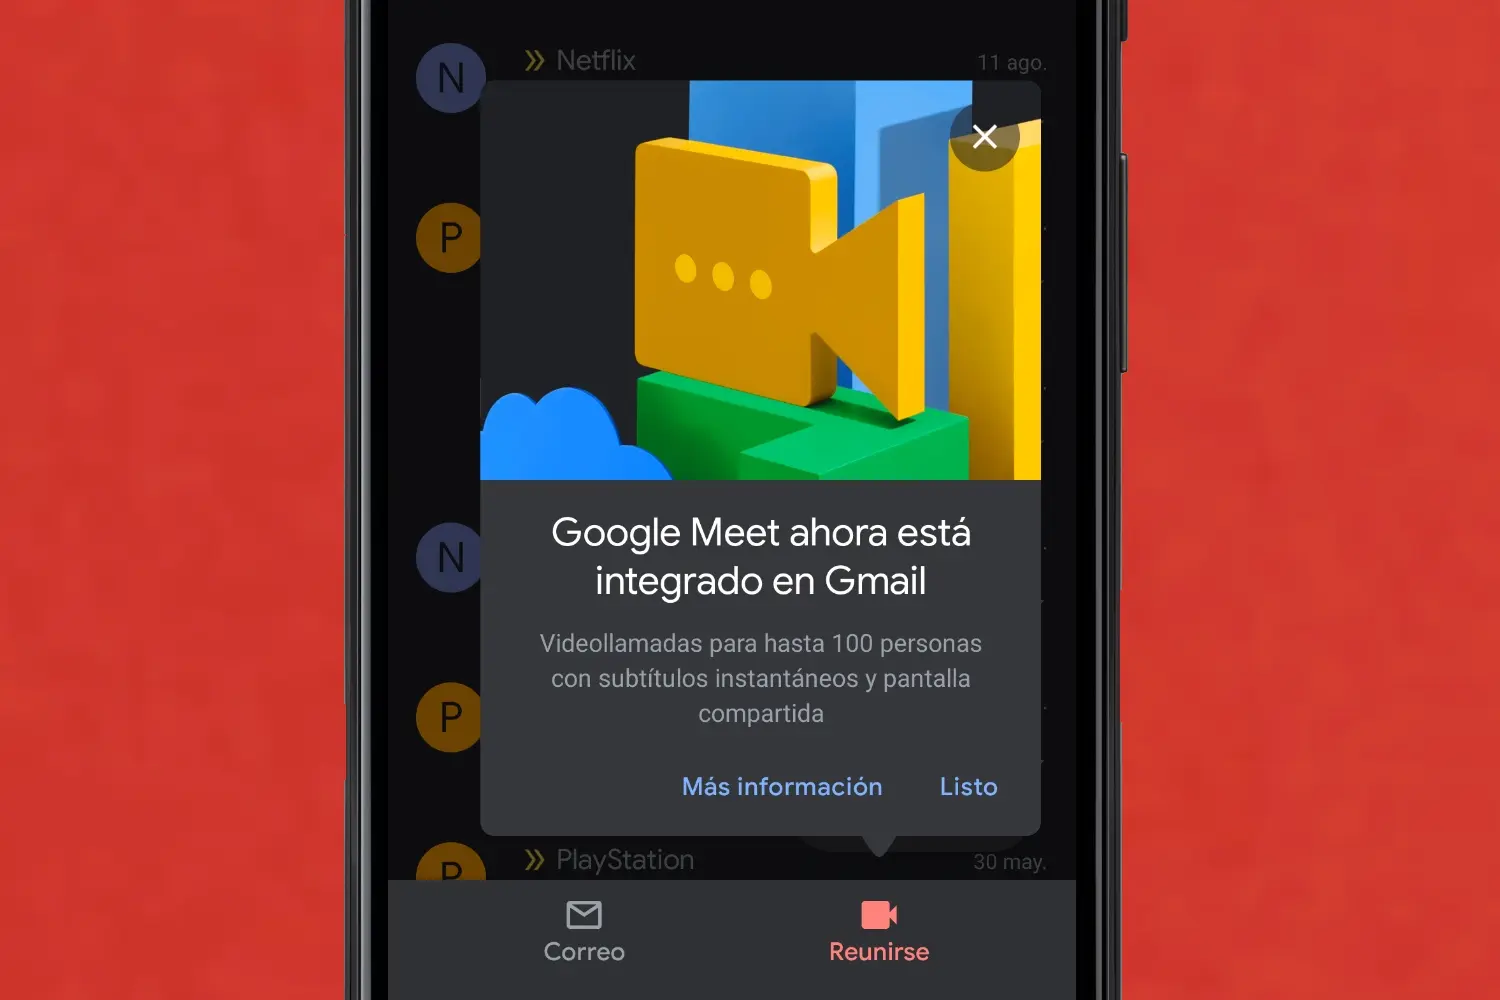 N
Netflix
11 ago.
P
Google Meet ahora está
integrado en Gmail
N
Videollamadas para hasta 100 personas
con subtítulos instantáneos y pantalla
compartida
P
Más información
Listo
P
PlayStation
30 may.
Correo
Reunirse